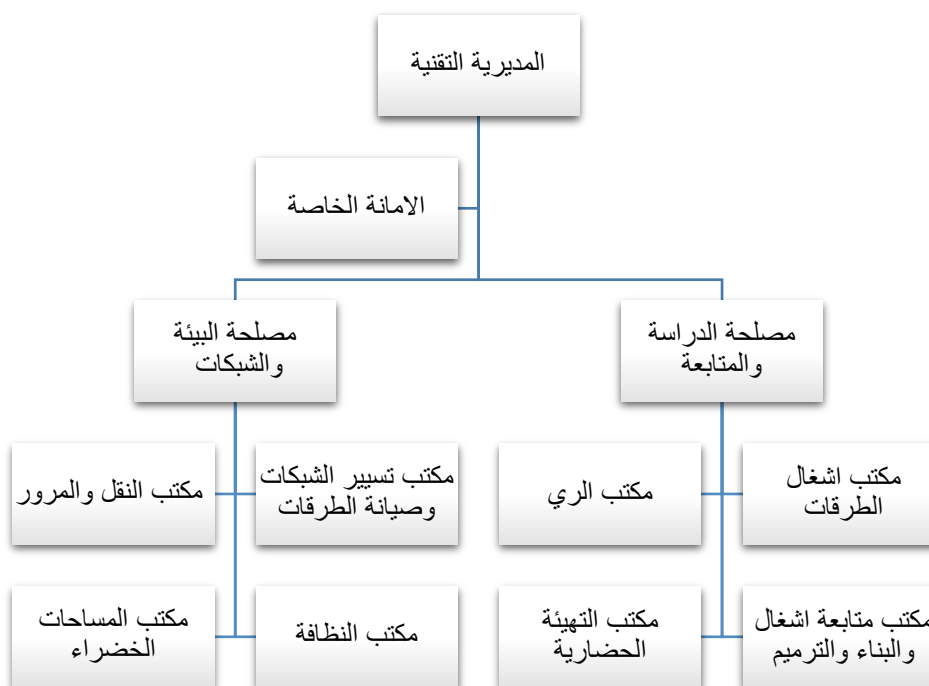 المديرية التقنية
الامانة الخاصة
مصلحة الدراسة
والمتابعة
مصلحة البيئة
والشبكات
مكتب اشغال
الطرقات
مكتب الري
مكتب تسيير الشبكات
وصيانة الطرقات
مكتب النقل والمرور
مكتب متابعة اشغال
والبناء والترميم
مكتب التهيئة
الحضارية
مكتب النظافة
مكتب المساحات
الخضراء